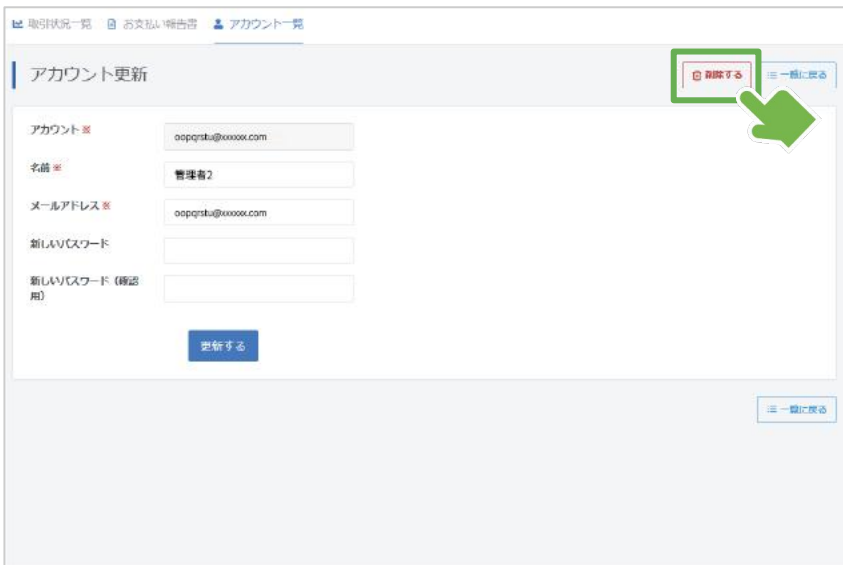 取引状況一覧 お支払い報告書 アカウント一覧
アカウント更新 削除する 一覧に戻る
アカウント ※ oopqrstu@xxxxxx.com
名前 ※ 管理者2
メールアドレス ※ oopqrstu@xxxxxx.com
新しいパスワード
新しいパスワード（確認
用）
更新する
一覧に戻る